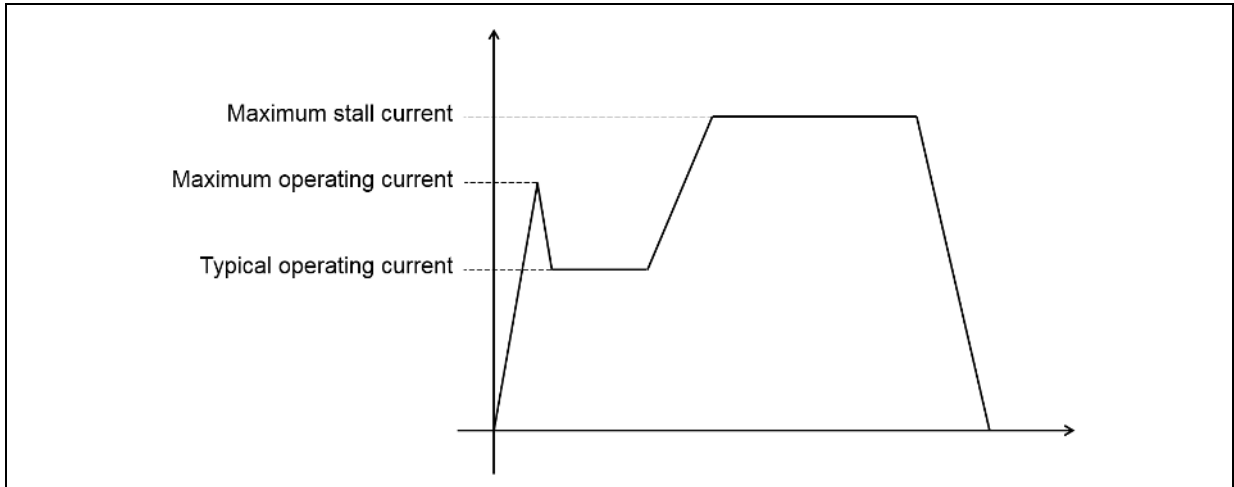 Maximum stall current
Maximum operating current
Typical operating current